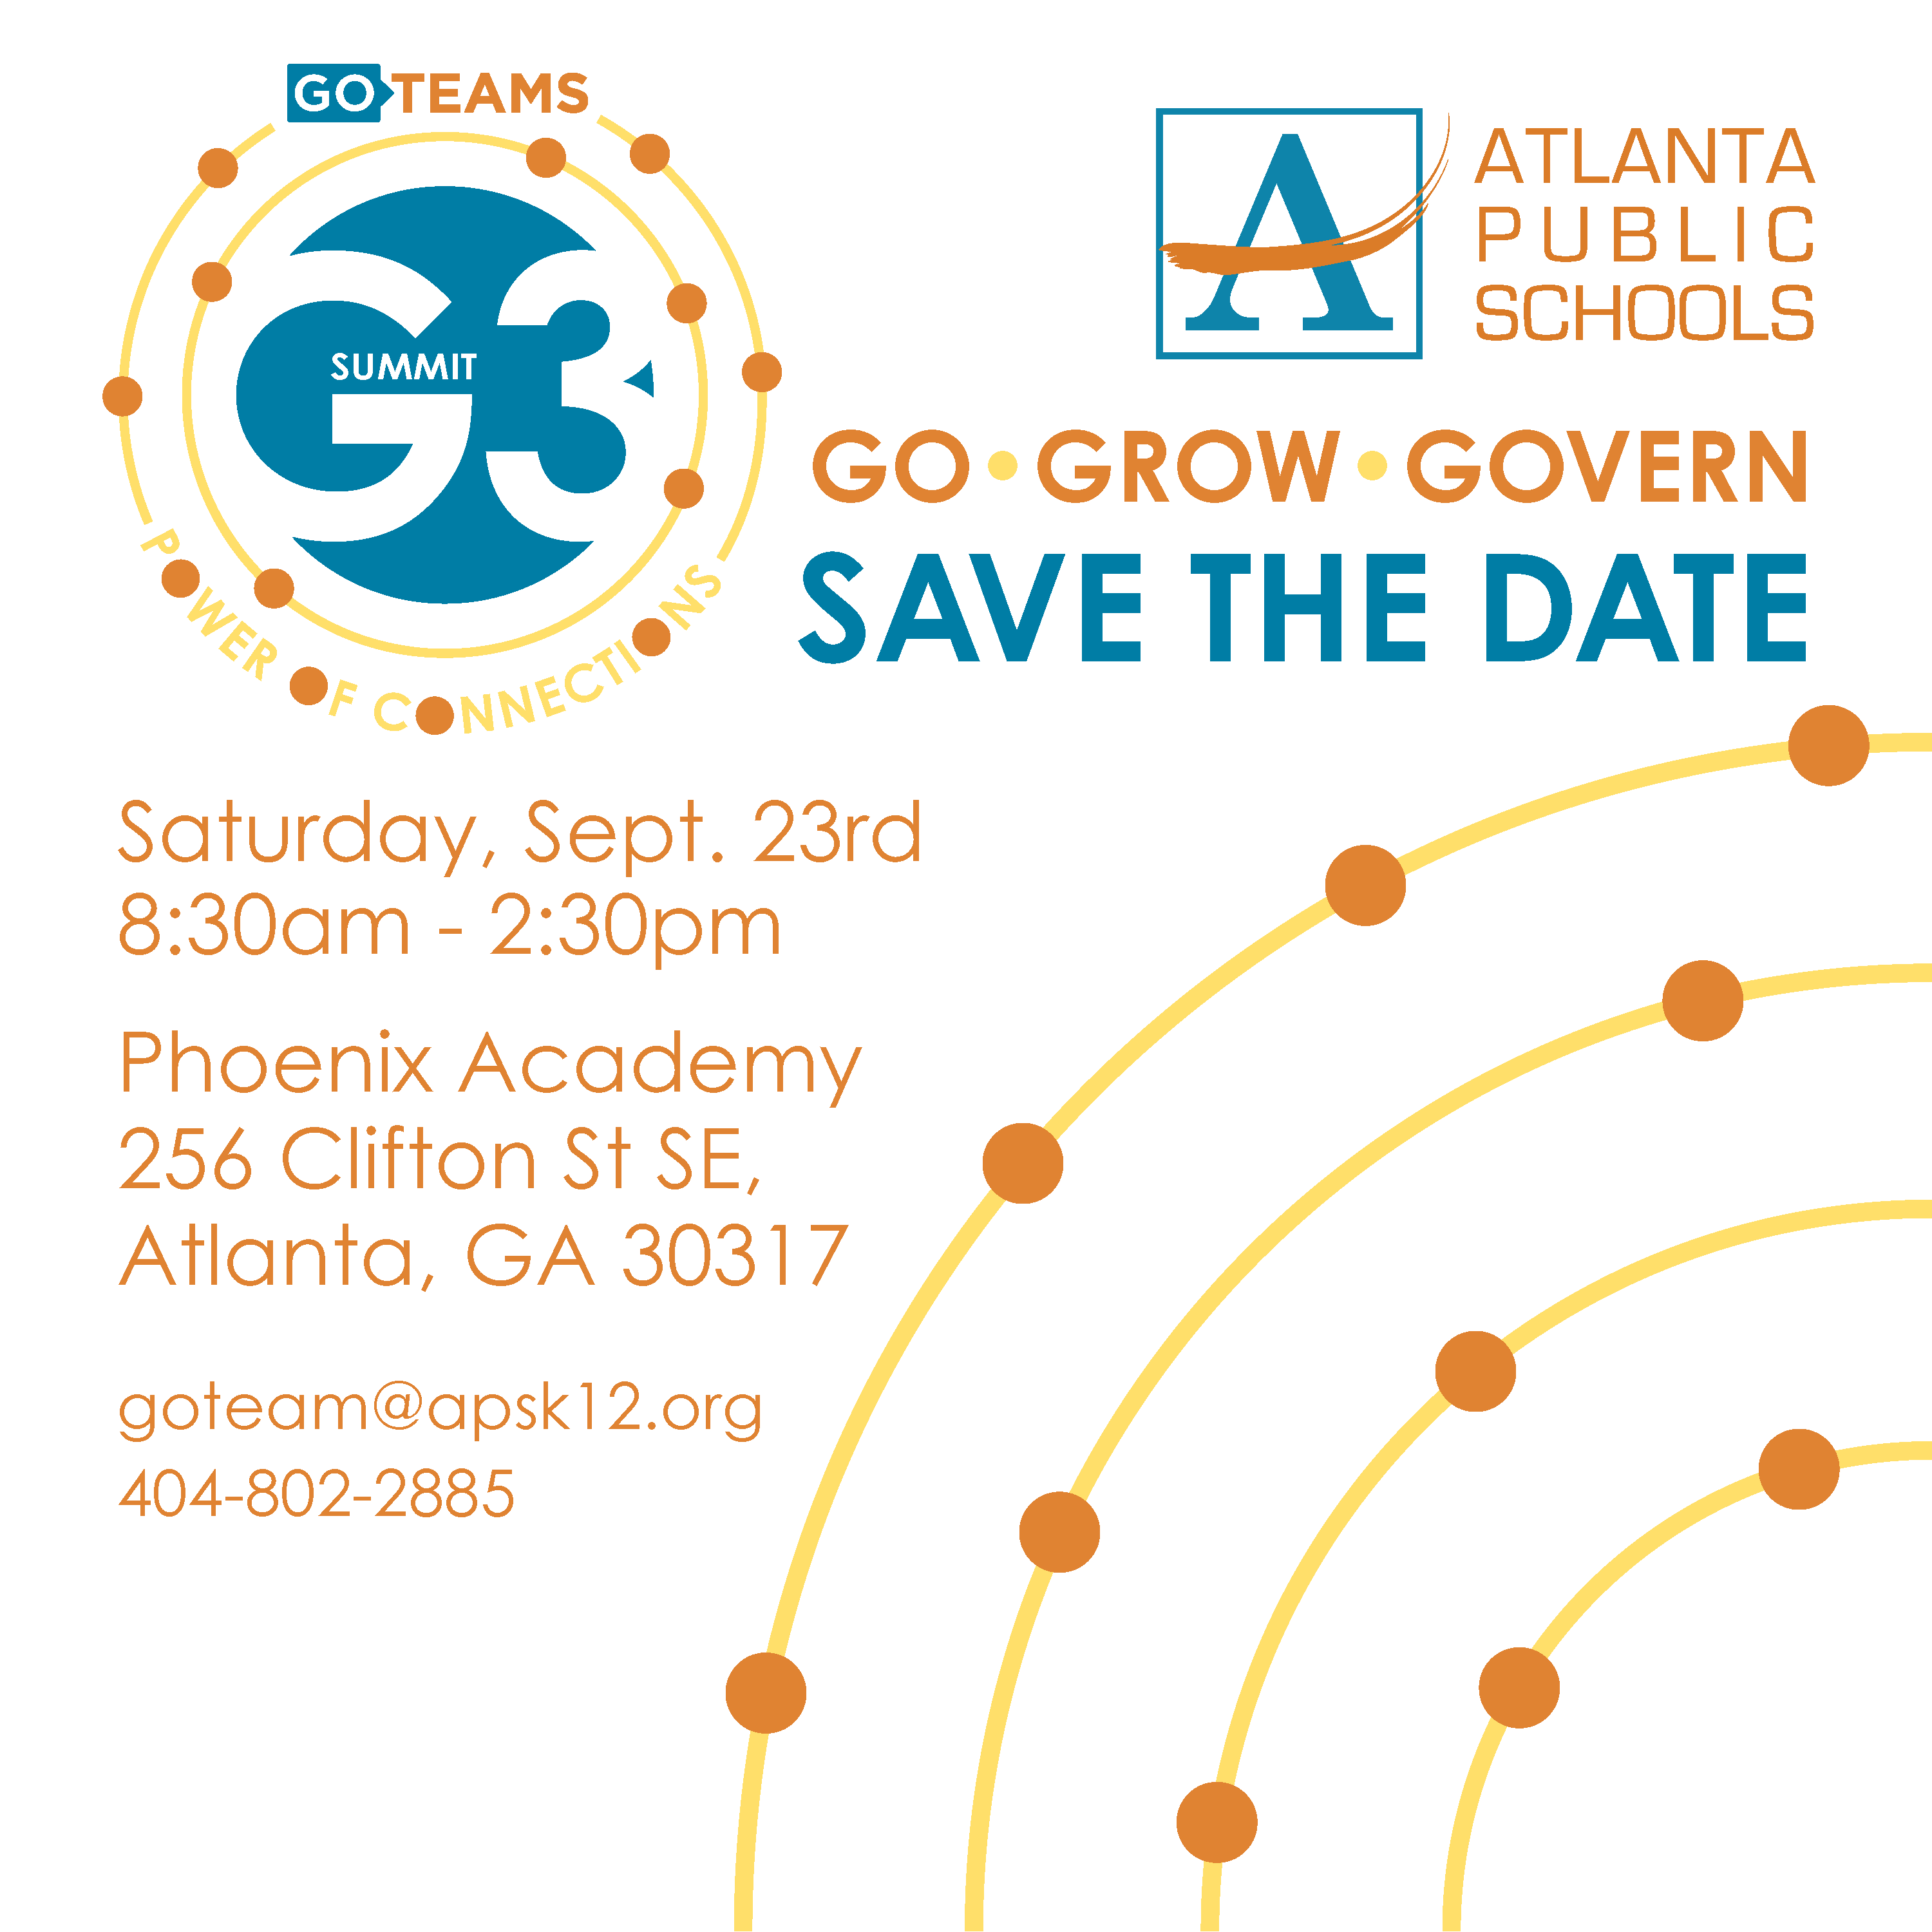 GO TEAMS
G3
SUMMIT
POWER OF CONNECTIONS
A
ATLANTA
PUBLIC
SCHOOLS
GO•GROW•GOVERN
SAVE THE DATE
Saturday, Sept. 23rd
8:30am - 2:30pm
Phoenix Academy
256 Clifton St SE,
Atlanta, GA 30317
goteam@apsk12.org
404-802-2885